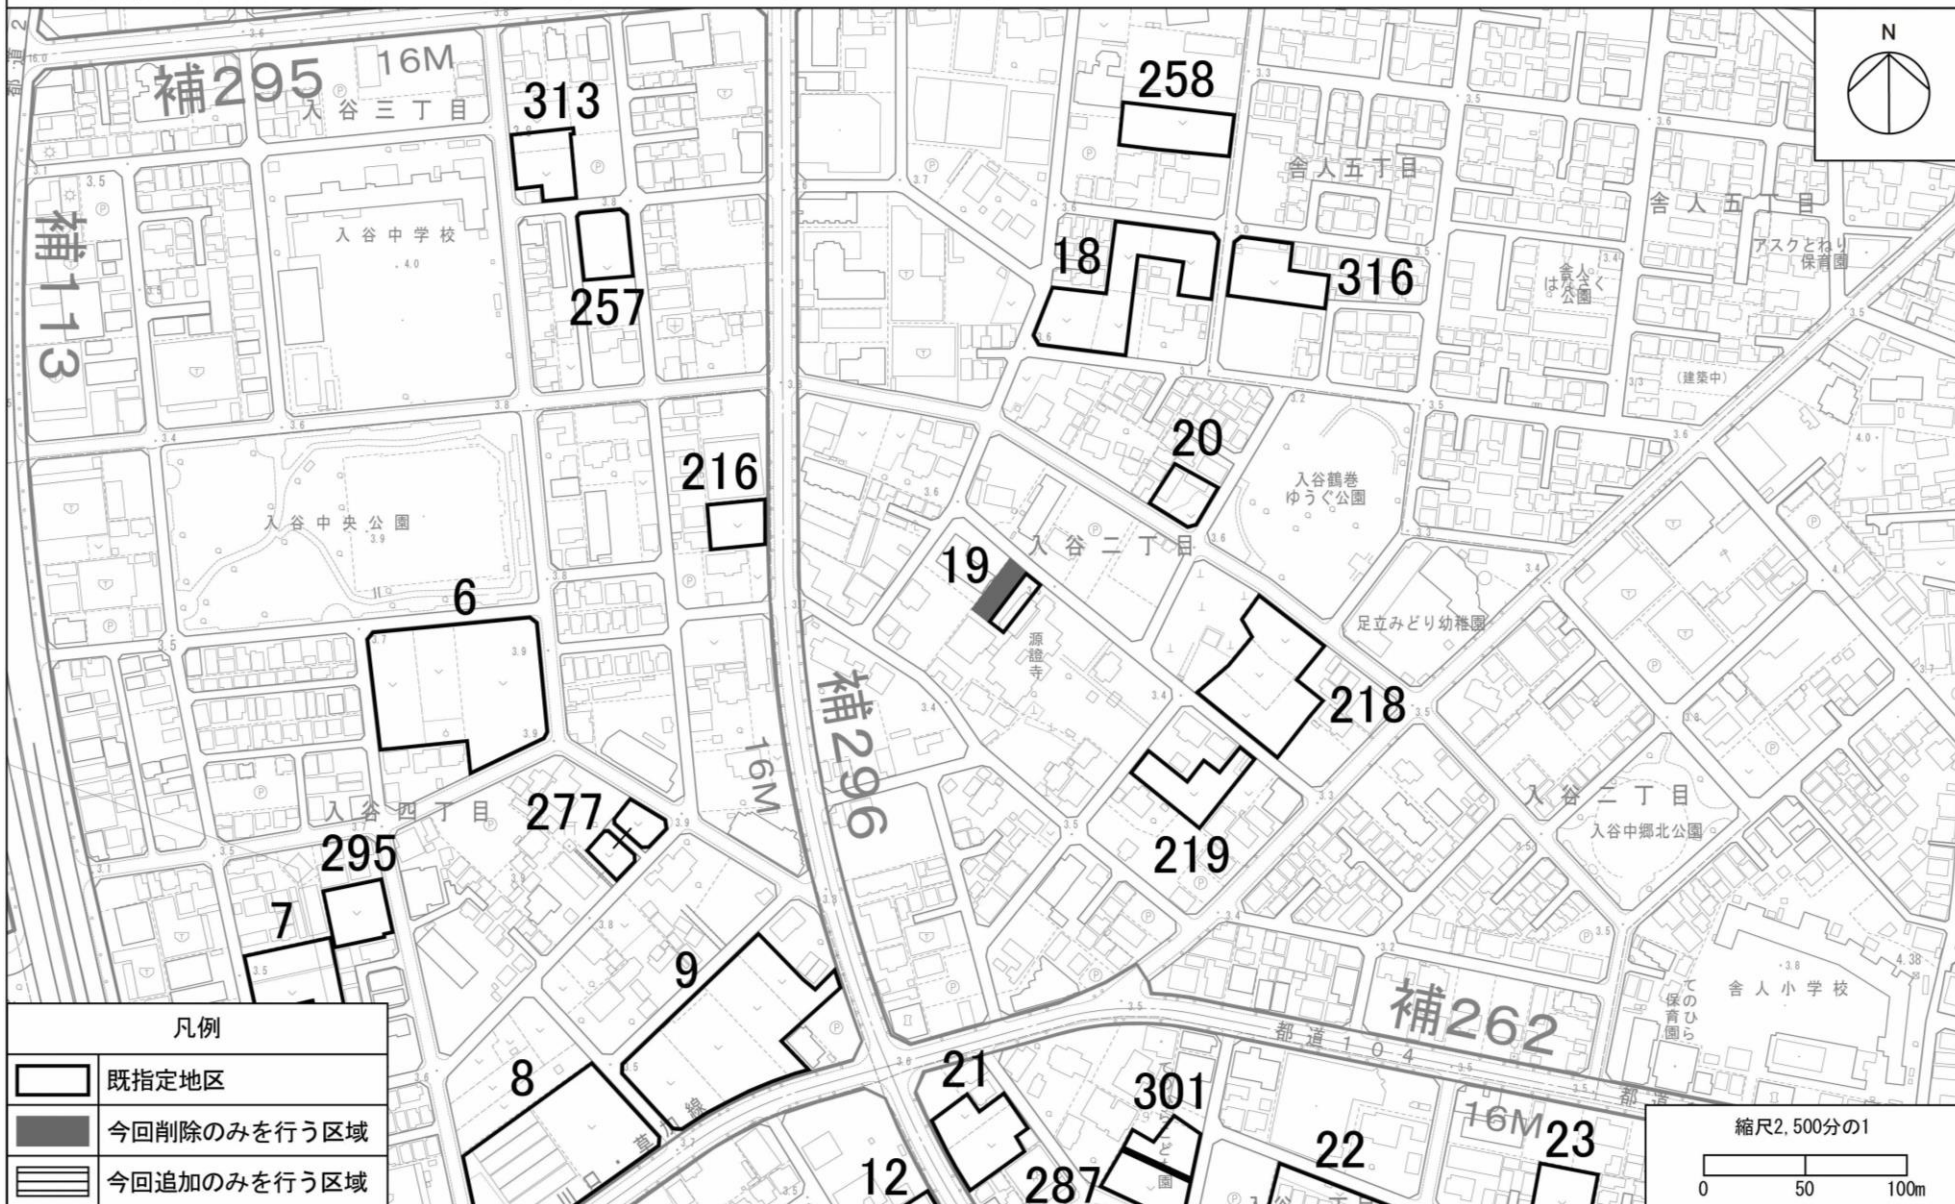 補295
16M
入谷三丁目
313
258
N
舎人五丁目
舎人五丁目
補113
入谷中学校
4.0
257
18
316
アスクとねり
保育園
舎人
はなさく
公園
(建築中)
216
20
入谷鶴巻
ゆうぐ公園
入谷中央公園
3.9
入谷二丁目
19
6
源證寺
足立みどり幼稚園
218
補296
16M
入谷四丁目
277
219
入谷二丁目
入谷中郷北公園
295
7
9
補262
てのひら
保育園
舎人小学校
都道104
凡例
既指定地区
今回削除のみを行う区域
今回追加のみを行う区域
8
21
301
22
16M
23
12
287
縮尺2,500分の1
0 50 100m